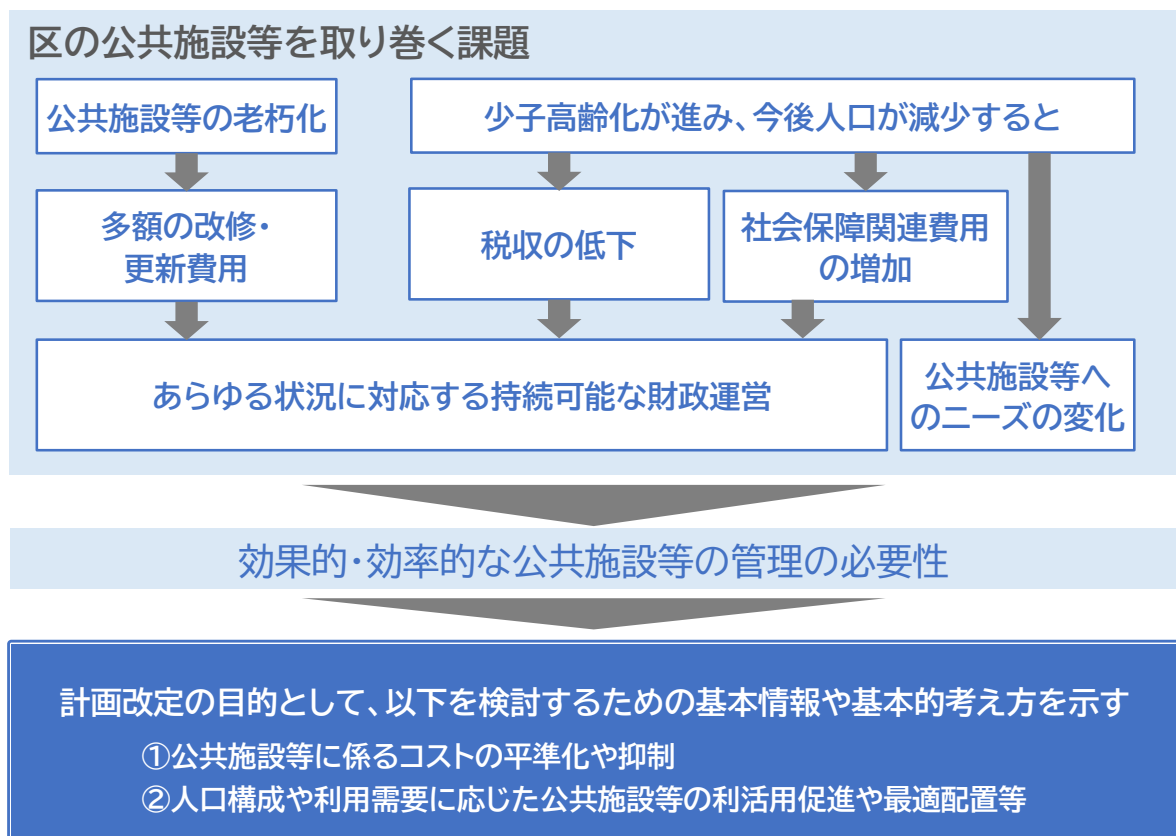 区の公共施設等を取り巻く課題
公共施設等の老朽化
少子高齢化が進み、今後人口が減少すると
多額の改修・
更新費用
税収の低下
社会保障関連費用
の増加
あらゆる状況に対応する持続可能な財政運営
公共施設等へ
のニーズの変化
効果的・効率的な公共施設等の管理の必要性
計画改定の目的として、以下を検討するための基本情報や基本的考え方を示す
①公共施設等に係るコストの平準化や抑制
②人口構成や利用需要に応じた公共施設等の利活用促進や最適配置等